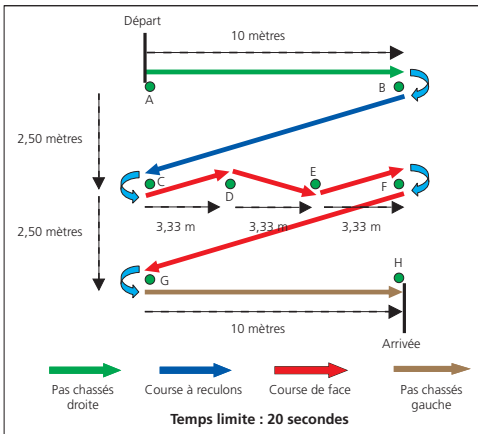 Départ
10 mètres
A
B
2,50 mètres
C
D
E
F
3,33 m
3,33 m
3,33 m
2,50 mètres
G
H
10 mètres
Arrivée
Pas chassés droite
Course à reculons
Course de face
Pas chassés gauche
Temps limite : 20 secondes